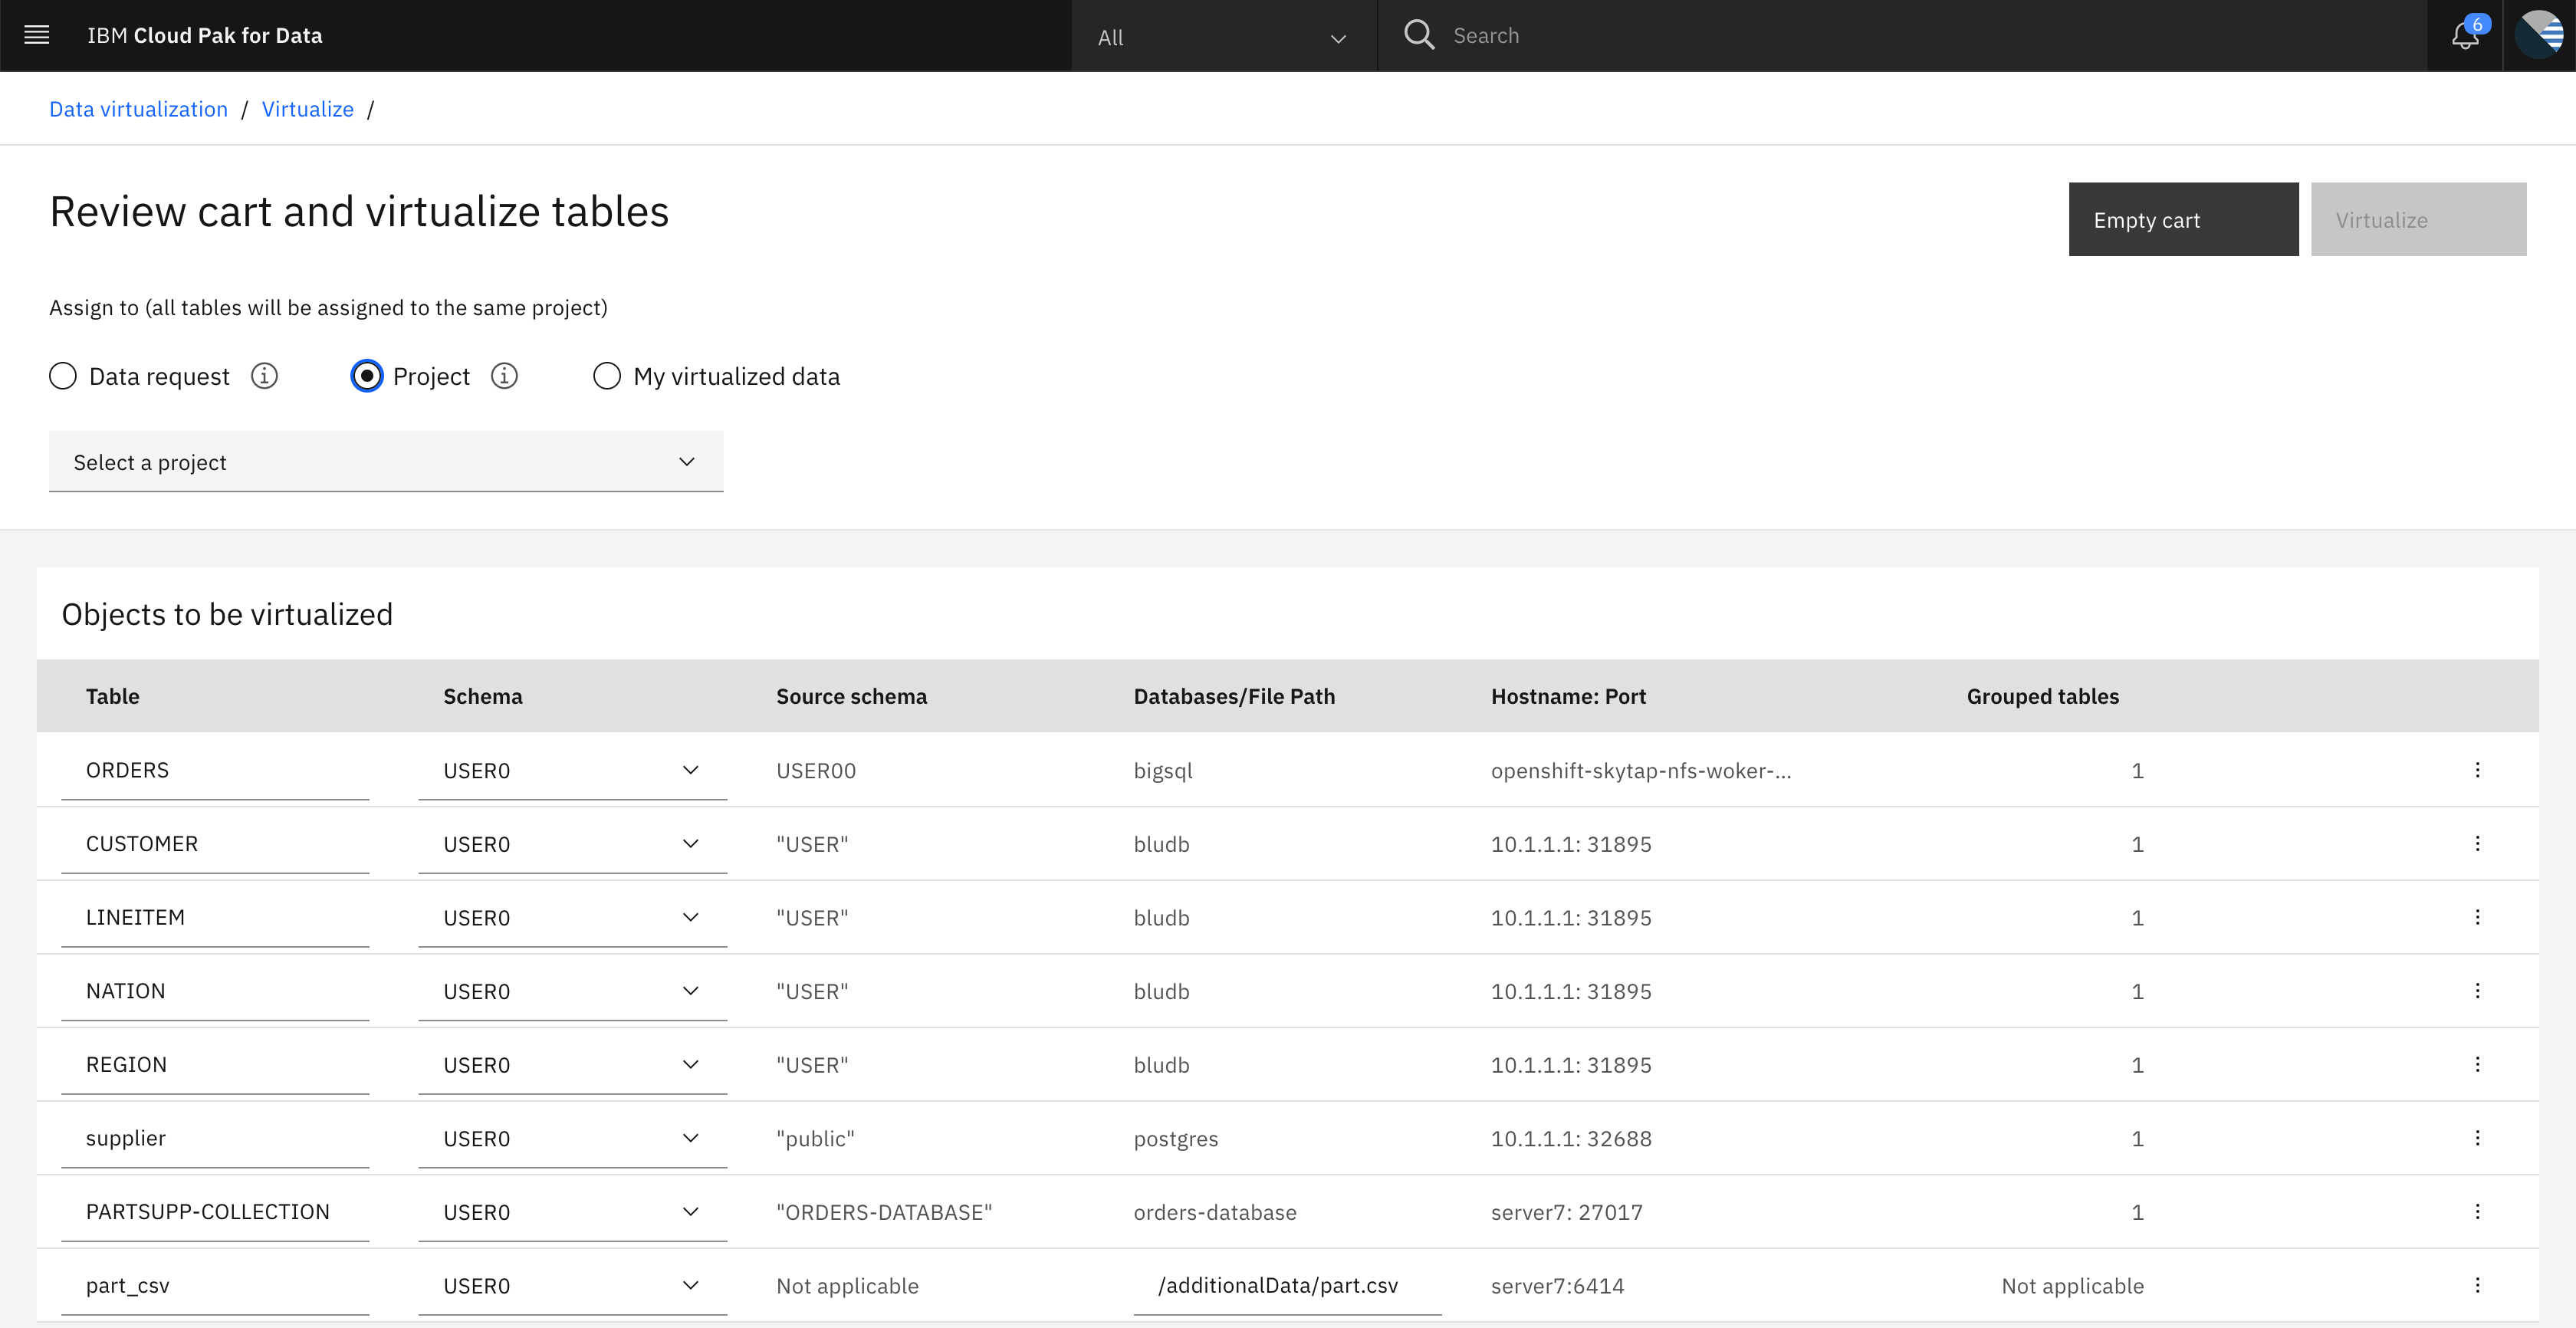 IBM Cloud Pak for Data
All
Search
6
Data virtualization / Virtualize /
Review cart and virtualize tables
Empty cart
Virtualize
Assign to (all tables will be assigned to the same project)
Data request
Project
My virtualized data
Select a project
Objects to be virtualized
Table Schema Source schema Databases/File Path Hostname: Port Grouped tables
ORDERS USER0 USER00 bigsql openshift-skytap-nfs-woker-... 1
CUSTOMER USER0 "USER" bludb 10.1.1.1: 31895 1
LINEITEM USER0 "USER" bludb 10.1.1.1: 31895 1
NATION USER0 "USER" bludb 10.1.1.1: 31895 1
REGION USER0 "USER" bludb 10.1.1.1: 31895 1
supplier USER0 "public" postgres 10.1.1.1: 32688 1
PARTSUPP-COLLECTION USER0 "ORDERS-DATABASE" orders-database server7: 27017 1
part_csv USER0 Not applicable /additionalData/part.csv server7:6414 Not applicable